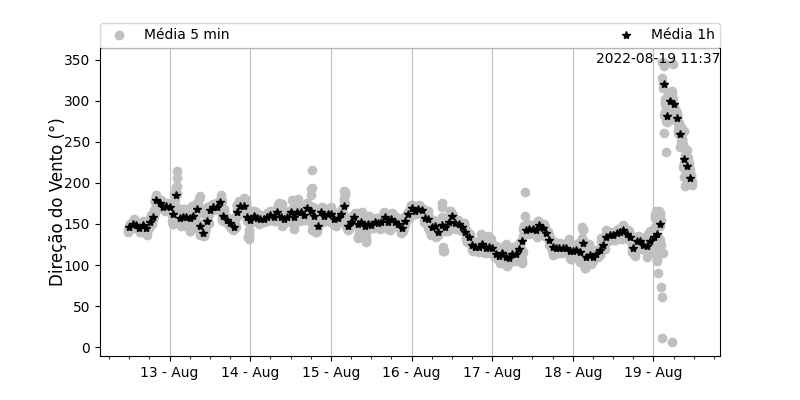 Média 5 min
Média 1h
2022-08-19 11:37
Direção do Vento (°)
350
300
250
200
150
100
50
0
13 - Aug
14 - Aug
15 - Aug
16 - Aug
17 - Aug
18 - Aug
19 - Aug